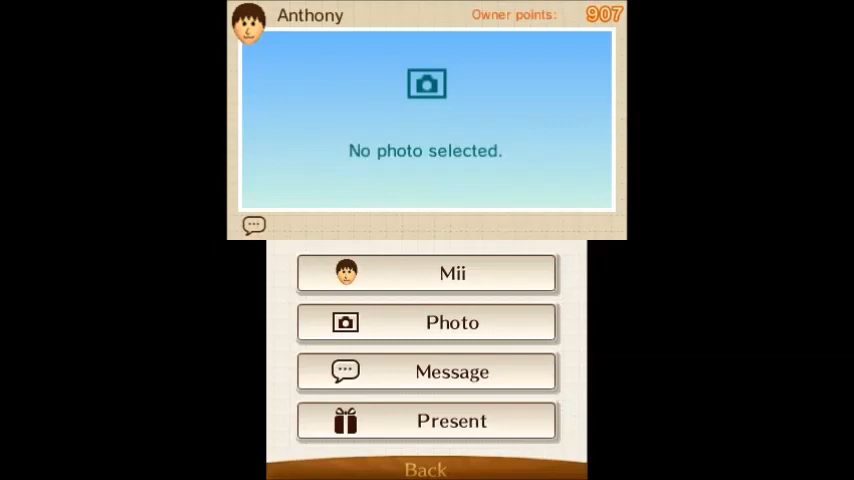 Anthony
Owner points: 907
No photo selected.
Mii
Photo
Message
Present
Back